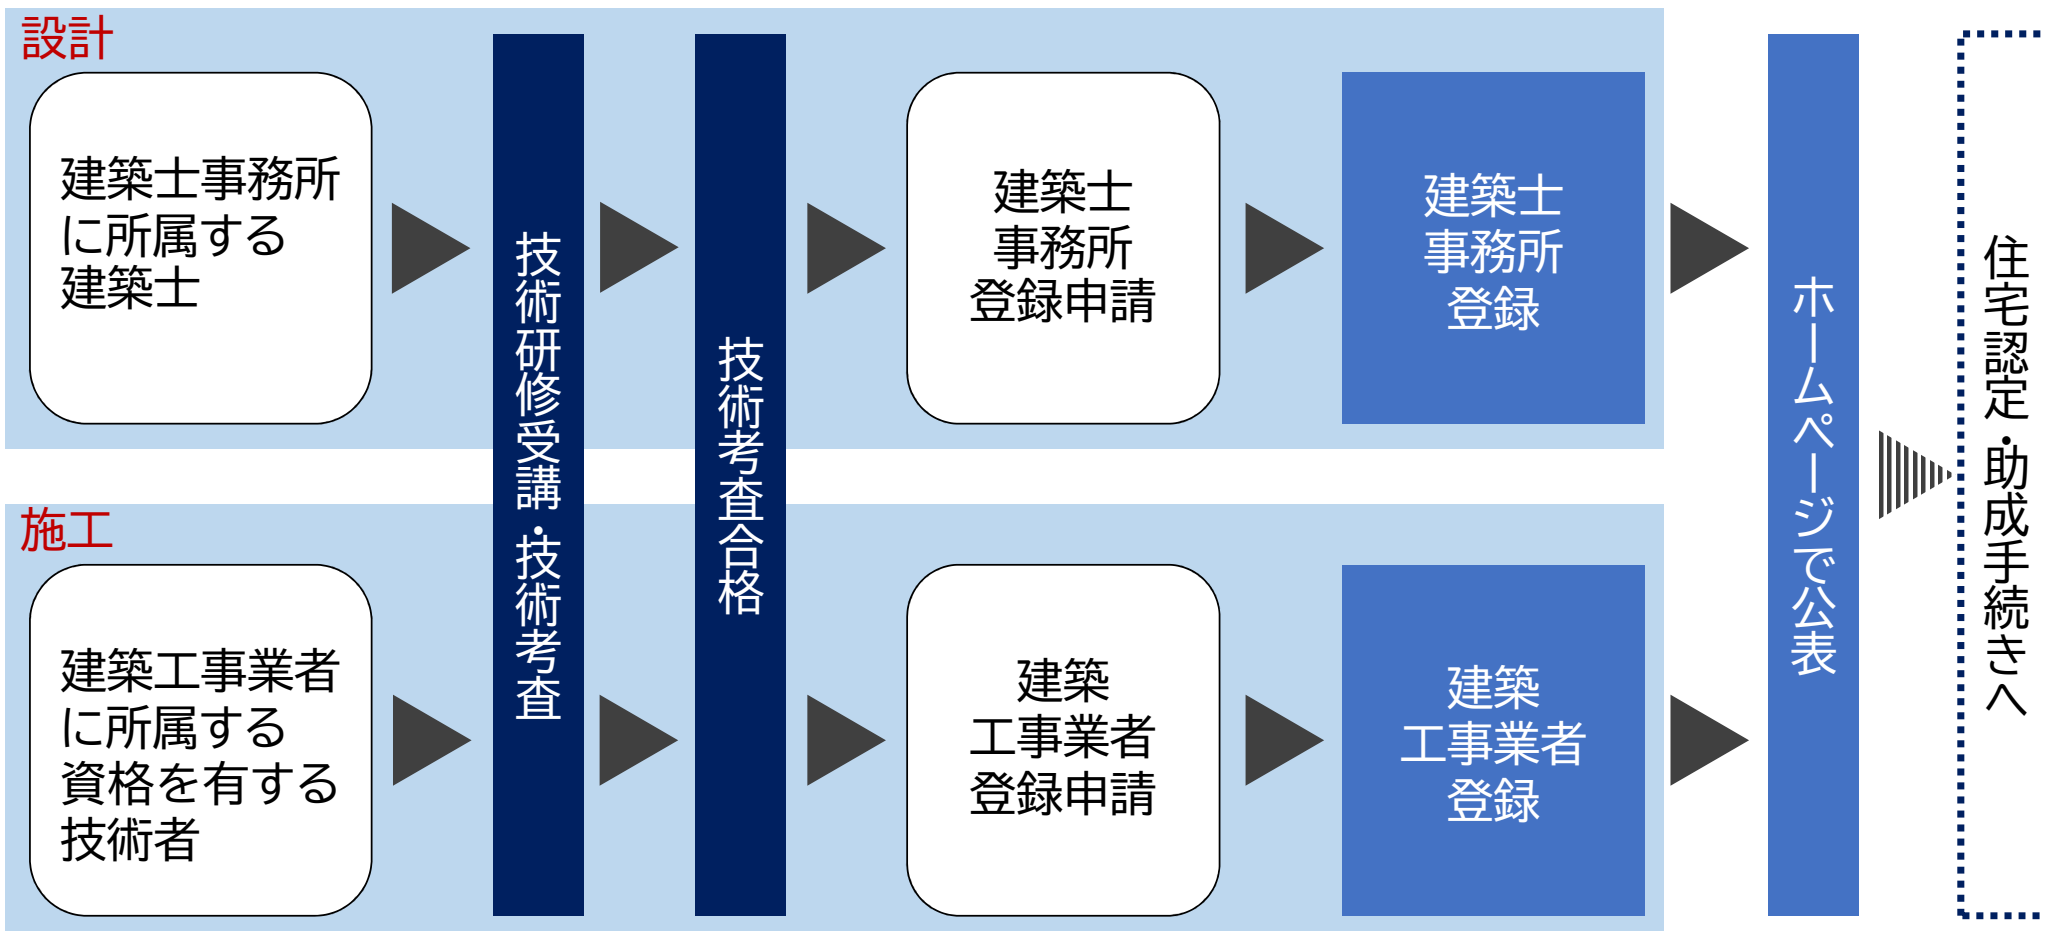 設計
建築士事務所
に所属する
建築士
技術研修受講・技術考査
技術考査合格
建築士
事務所
登録申請
建築士
事務所
登録
施工
建築工事業者
に所属する
資格を有する
技術者
建築
工事業者
登録申請
建築
工事業者
登録
ホームページで公表
住宅認定・助成手続きへ